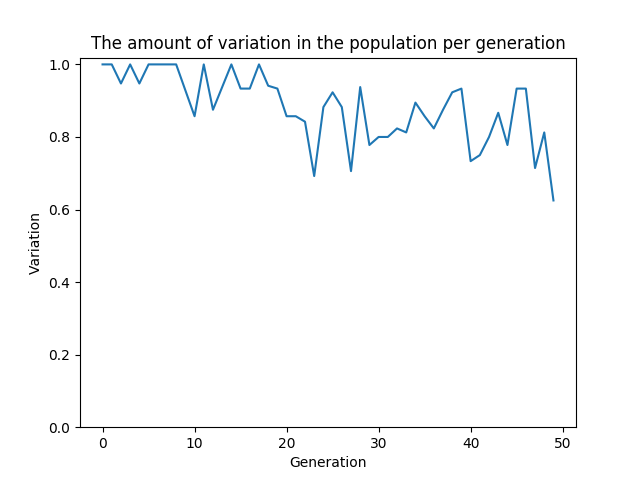 The amount of variation in the population per generation
1.0
0.8
0.6
0.4
0.2
0.0
Variation
0 10 20 30 40 50
Generation